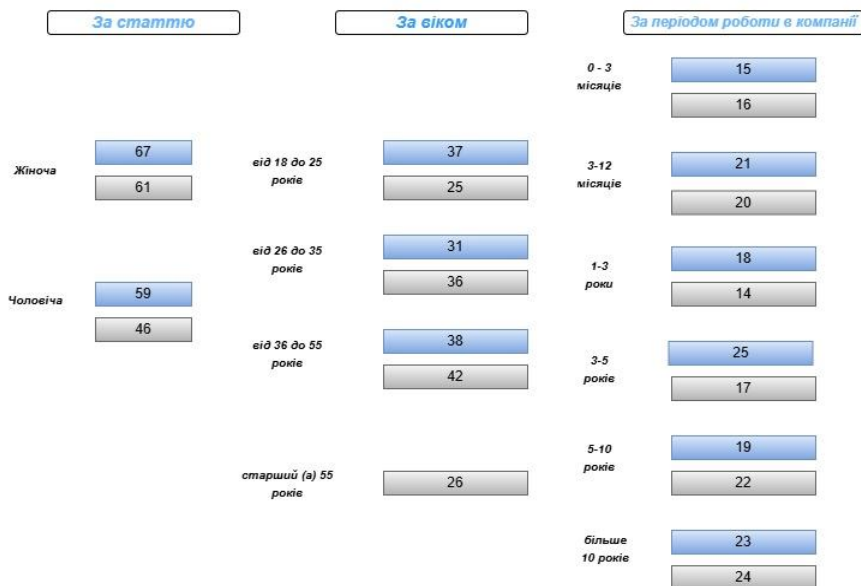 За статтю
За віком
За періодом роботи в компанії
Жіноча
67
61
Чоловіча
59
46
від 18 до 25
років
37
25
від 26 до 35
років
31
36
від 36 до 55
років
38
42
старший (а) 55
років
26
0 - 3
місяців
15
16
3-12
місяців
21
20
1-3
роки
18
14
3-5
років
25
17
5-10
років
19
22
більше
10 років
23
24